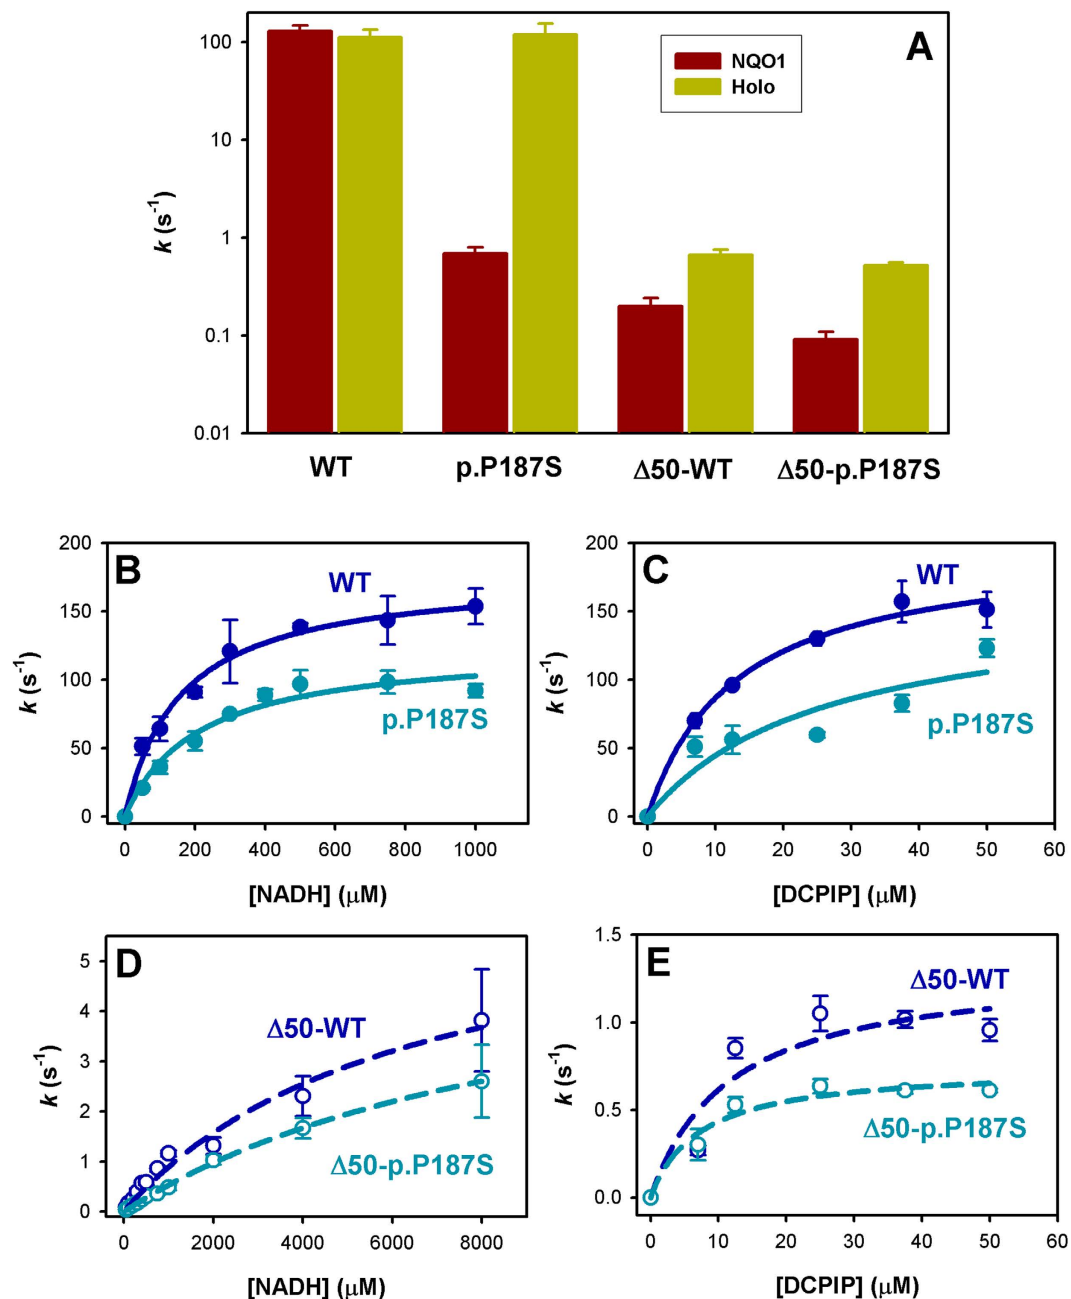 A
NQO1
Holo
100
10
1
0.1
0.01
k (s⁻¹)
WT p.P187S Δ50-WT Δ50-p.P187S
B
WT
p.P187S
200
150
100
50
0
k (s⁻¹)
0 200 400 600 800 1000
[NADH] (μM)
C
WT
p.P187S
200
150
100
50
0
k (s⁻¹)
0 10 20 30 40 50 60
[DCPIP] (μM)
D
Δ50-WT
Δ50-p.P187S
5
4
3
2
1
0
k (s⁻¹)
0 2000 4000 6000 8000
[NADH] (μM)
E
Δ50-WT
Δ50-p.P187S
1.5
1.0
0.5
0.0
k (s⁻¹)
0 10 20 30 40 50 60
[DCPIP] (μM)